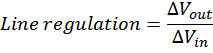 Line regulation = ΔV_out / ΔV_in